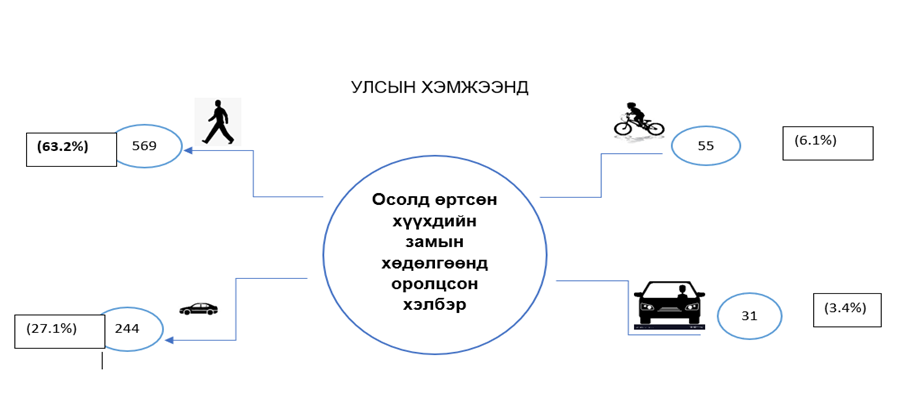 УЛСЫН ХЭМЖЭЭНД
(63.2%)
569
55
(6.1%)
Осолд өртсөн
хүүхдийн
замын
хөдөлгөөнд
оролцсон
хэлбэр
(27.1%)
244
31
(3.4%)